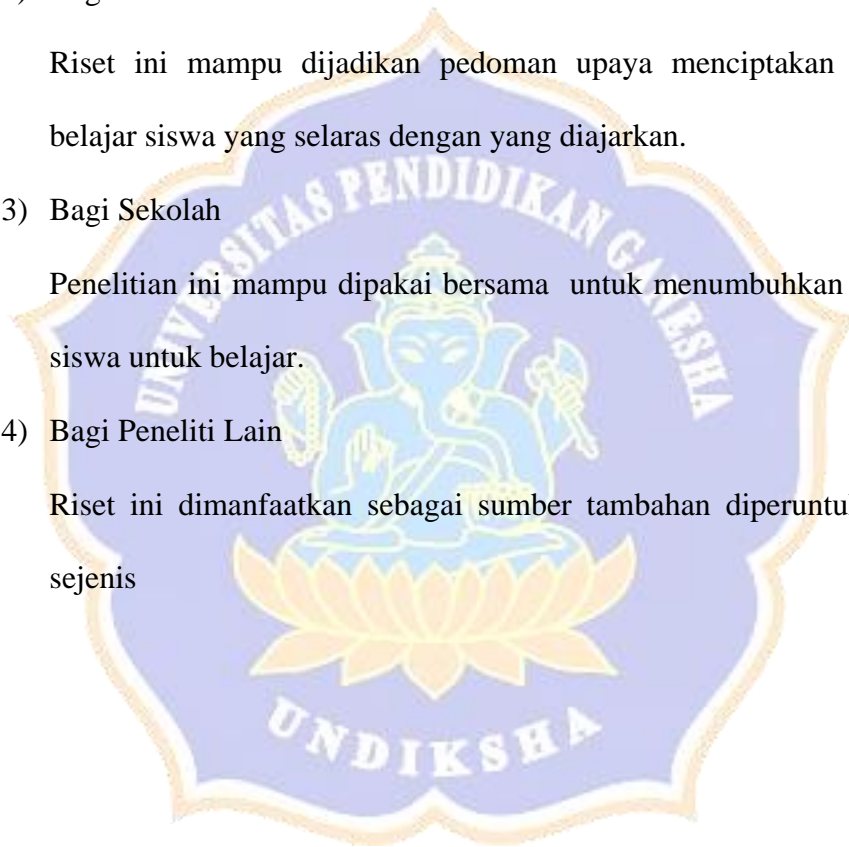 Riset ini mampu dijadikan pedoman upaya menciptakan
belajar siswa yang selaras dengan yang diajarkan.
3) Bagi Sekolah
Penelitian ini mampu dipakai bersama untuk menumbuhkan
siswa untuk belajar.
4) Bagi Peneliti Lain
Riset ini dimanfaatkan sebagai sumber tambahan
sejenis
UNIVERSITAS PENDIDIKAN GANESHA
UNDIKSHA